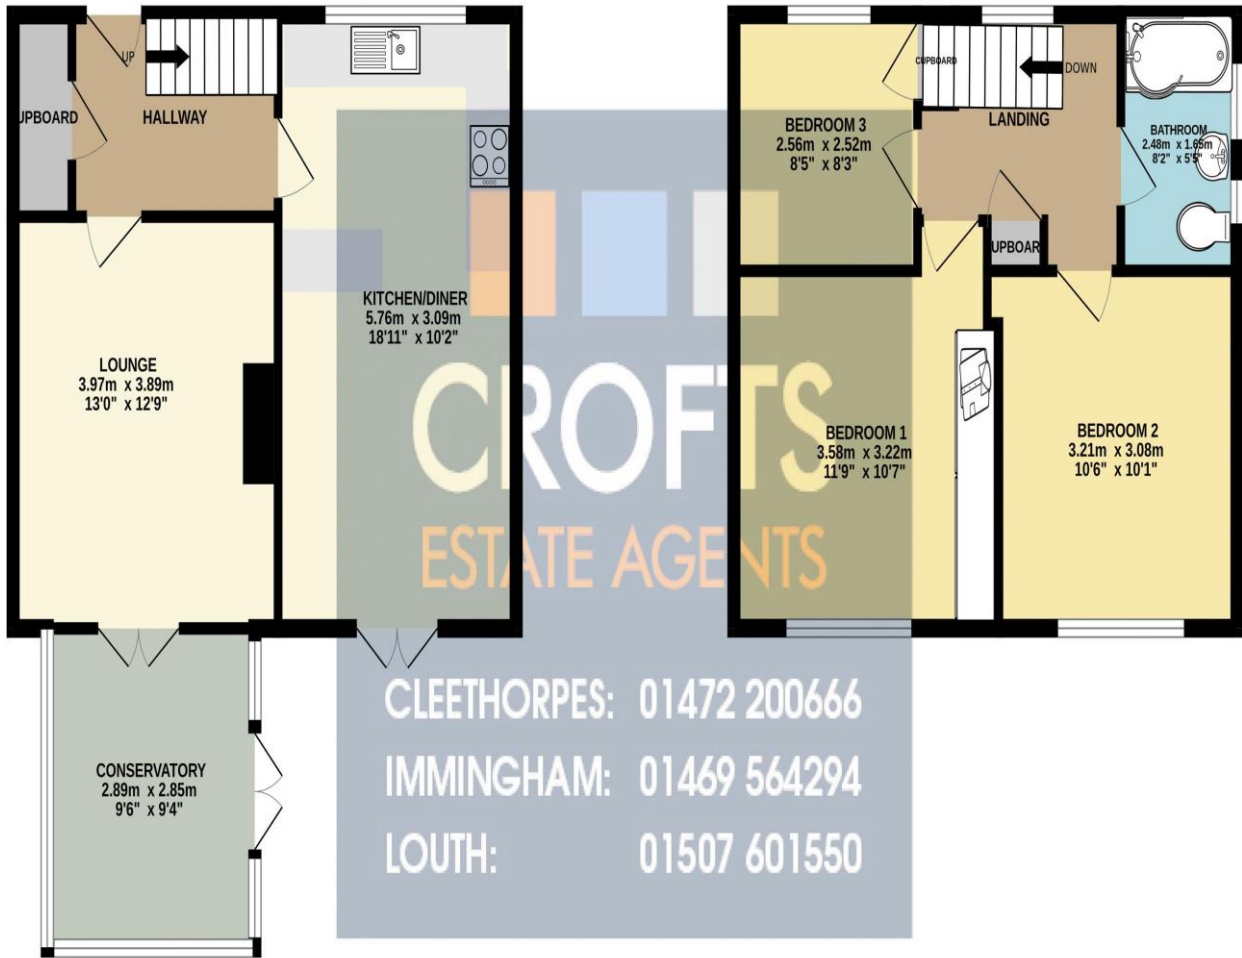 UP
UPBOARD
HALLWAY
LOUNGE
3.97m x 3.89m
13'0" x 12'9"
KITCHEN/DINER
5.76m x 3.09m
18'11" x 10'2"
CONSERVATORY
2.89m x 2.85m
9'6" x 9'4"
CUPBOARD
DOWN
LANDING
BEDROOM 3
2.56m x 2.52m
8'5" x 8'3"
BATHROOM
2.48m x 1.65m
8'2" x 5'5"
UPBOAR
BEDROOM 1
3.58m x 3.22m
11'9" x 10'7"
BEDROOM 2
3.21m x 3.08m
10'6" x 10'1"
CROFTS
ESTATE AGENTS
CLEETHORPES: 01472 200666
IMMINGHAM: 01469 564294
LOUTH: 01507 601550